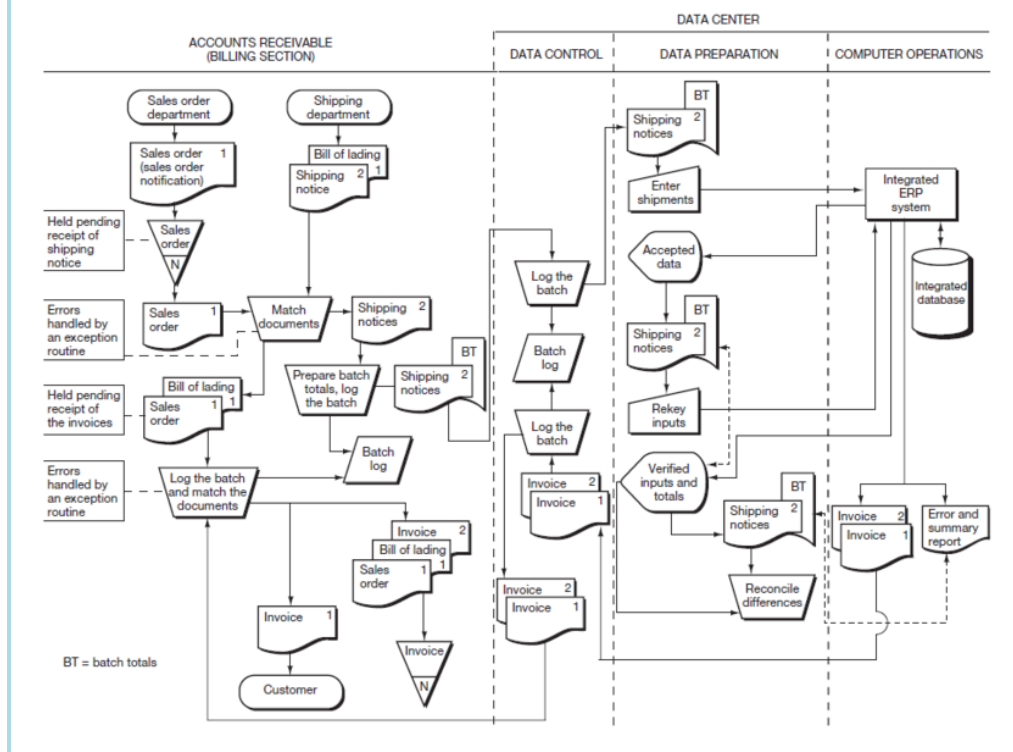 DATA CENTER
ACCOUNTS RECEIVABLE
(BILLING SECTION)
DATA CONTROL
DATA PREPARATION
COMPUTER OPERATIONS
Sales order
department
Shipping
department
Sales order 1
(sales order
notification)
Bill of lading
1
Shipping 2
notice
Held pending
receipt of
shipping
notice
Sales
order
N
Errors
handled by
an exception
routine
Sales 1
order
Match
documents
Shipping 2
notices
Held pending
receipt of
the invoices
Bill of lading
1
Sales 1
order
Prepare batch
totals, log
the batch
BT
Shipping 2
notices
Batch
log
Errors
handled by
an exception
routine
Log the batch
and match the
documents
Invoice 2
Bill of lading
1
Sales 1
order
Invoice 1
Invoice
N
Customer
BT = batch totals
Log the
batch
Batch
log
Log the
batch
Invoice 2
Invoice 1
Invoice 2
Invoice 1
BT
Shipping 2
notices
Enter
shipments
Accepted
data
BT
Shipping 2
notices
Rekey
inputs
Verified
inputs and
totals
BT
Shipping 2
notices
Reconcile
differences
Integrated
ERP
system
Integrated
database
Invoice 2
Invoice 1
Error and
summary
report